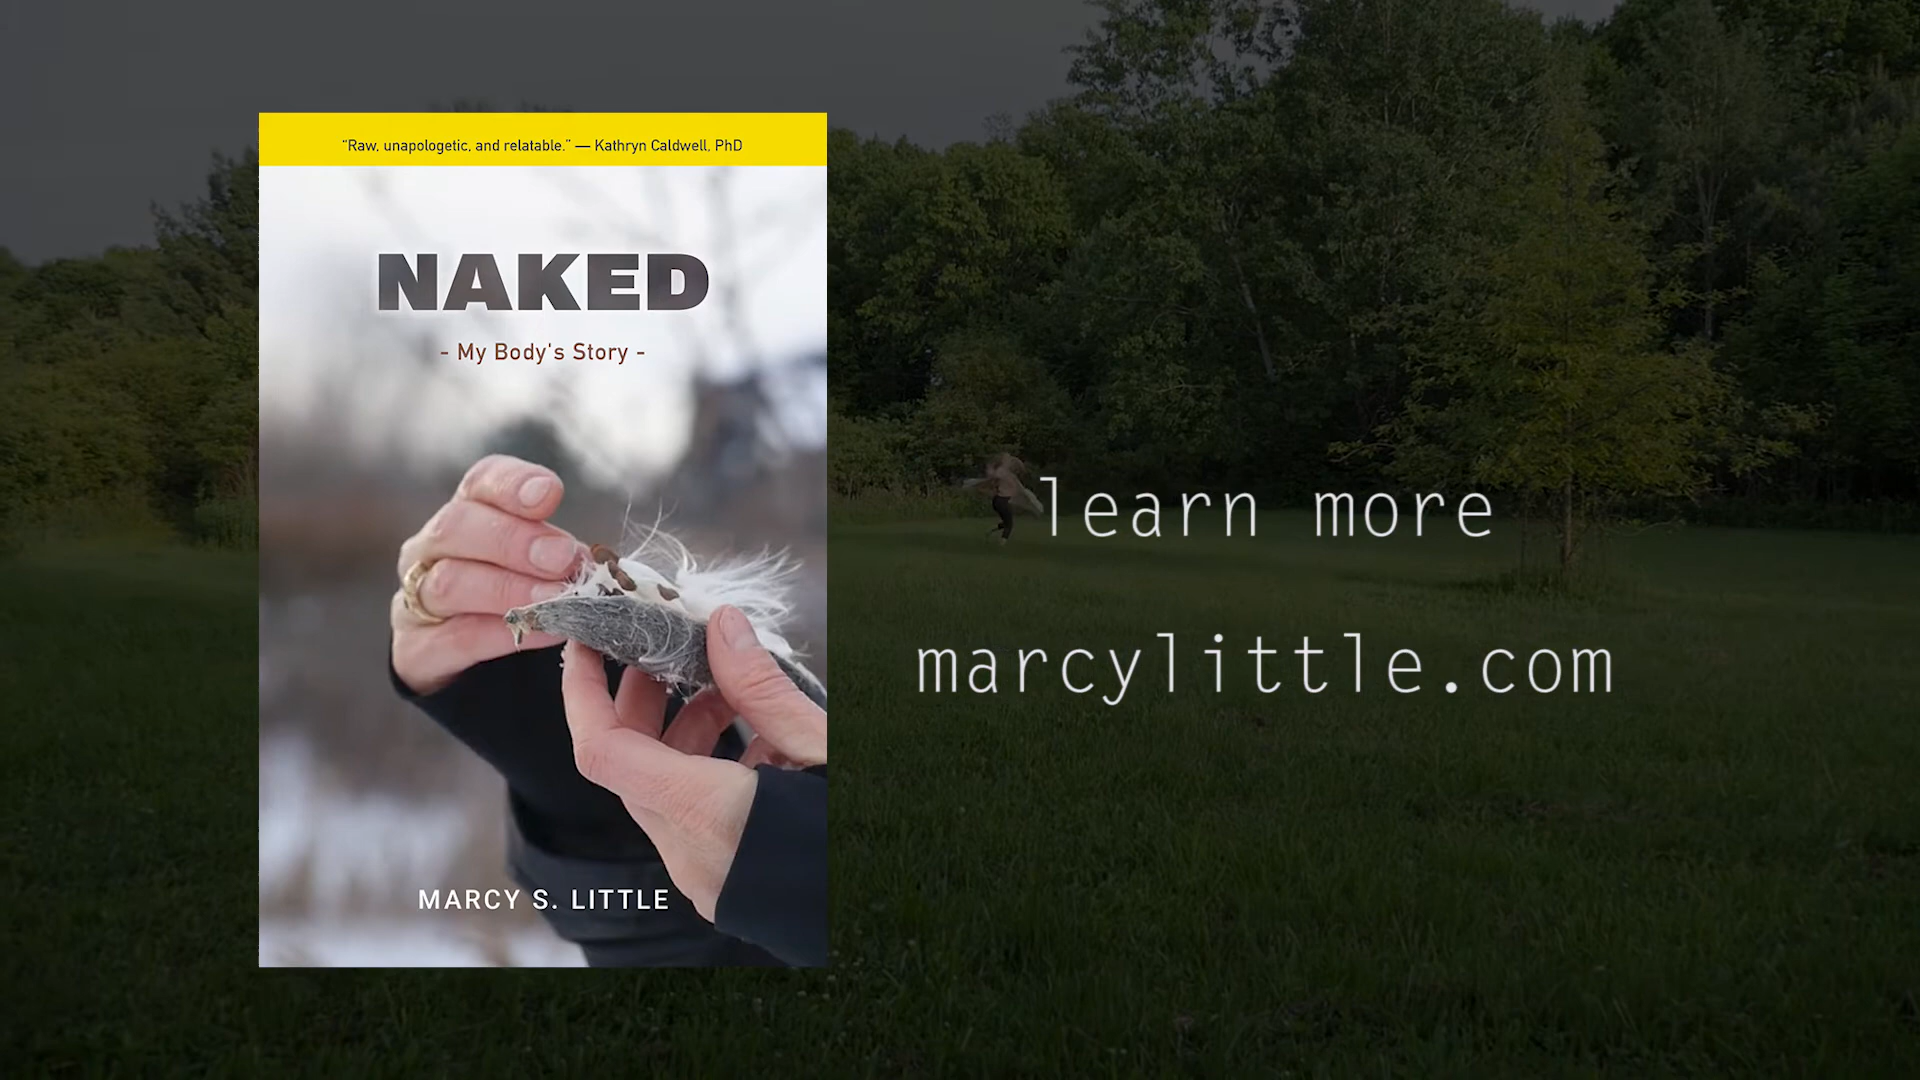 “Raw, unapologetic, and relatable.” — Kathryn Caldwell, PhD
NAKED
- My Body's Story -
MARCY S. LITTLE
learn more
marcylittle.com